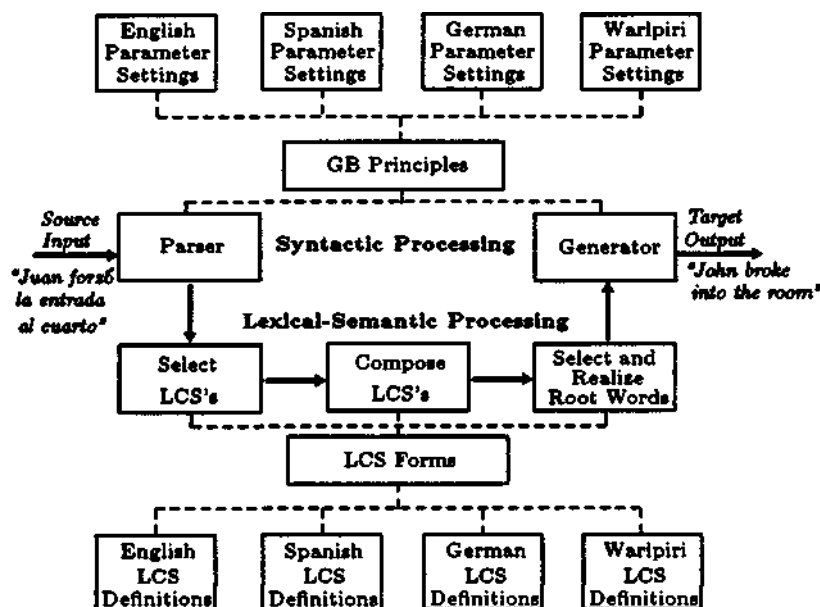 English
Parameter
Settings
Spanish
Parameter
Settings
German
Parameter
Settings
Warlpiri
Parameter
Settings
GB Principles
Source
Input
Parser
Syntactic Processing
Generator
Target
Output
"Juan forzó
la entrada
al cuarto"
"John broke
into the room"
Lexical-Semantic Processing
Select
LCS's
Compose
LCS's
Select and
Realize
Root Words
LCS Forms
English
LCS
Definitions
Spanish
LCS
Definitions
German
LCS
Definitions
Warlpiri
LCS
Definitions